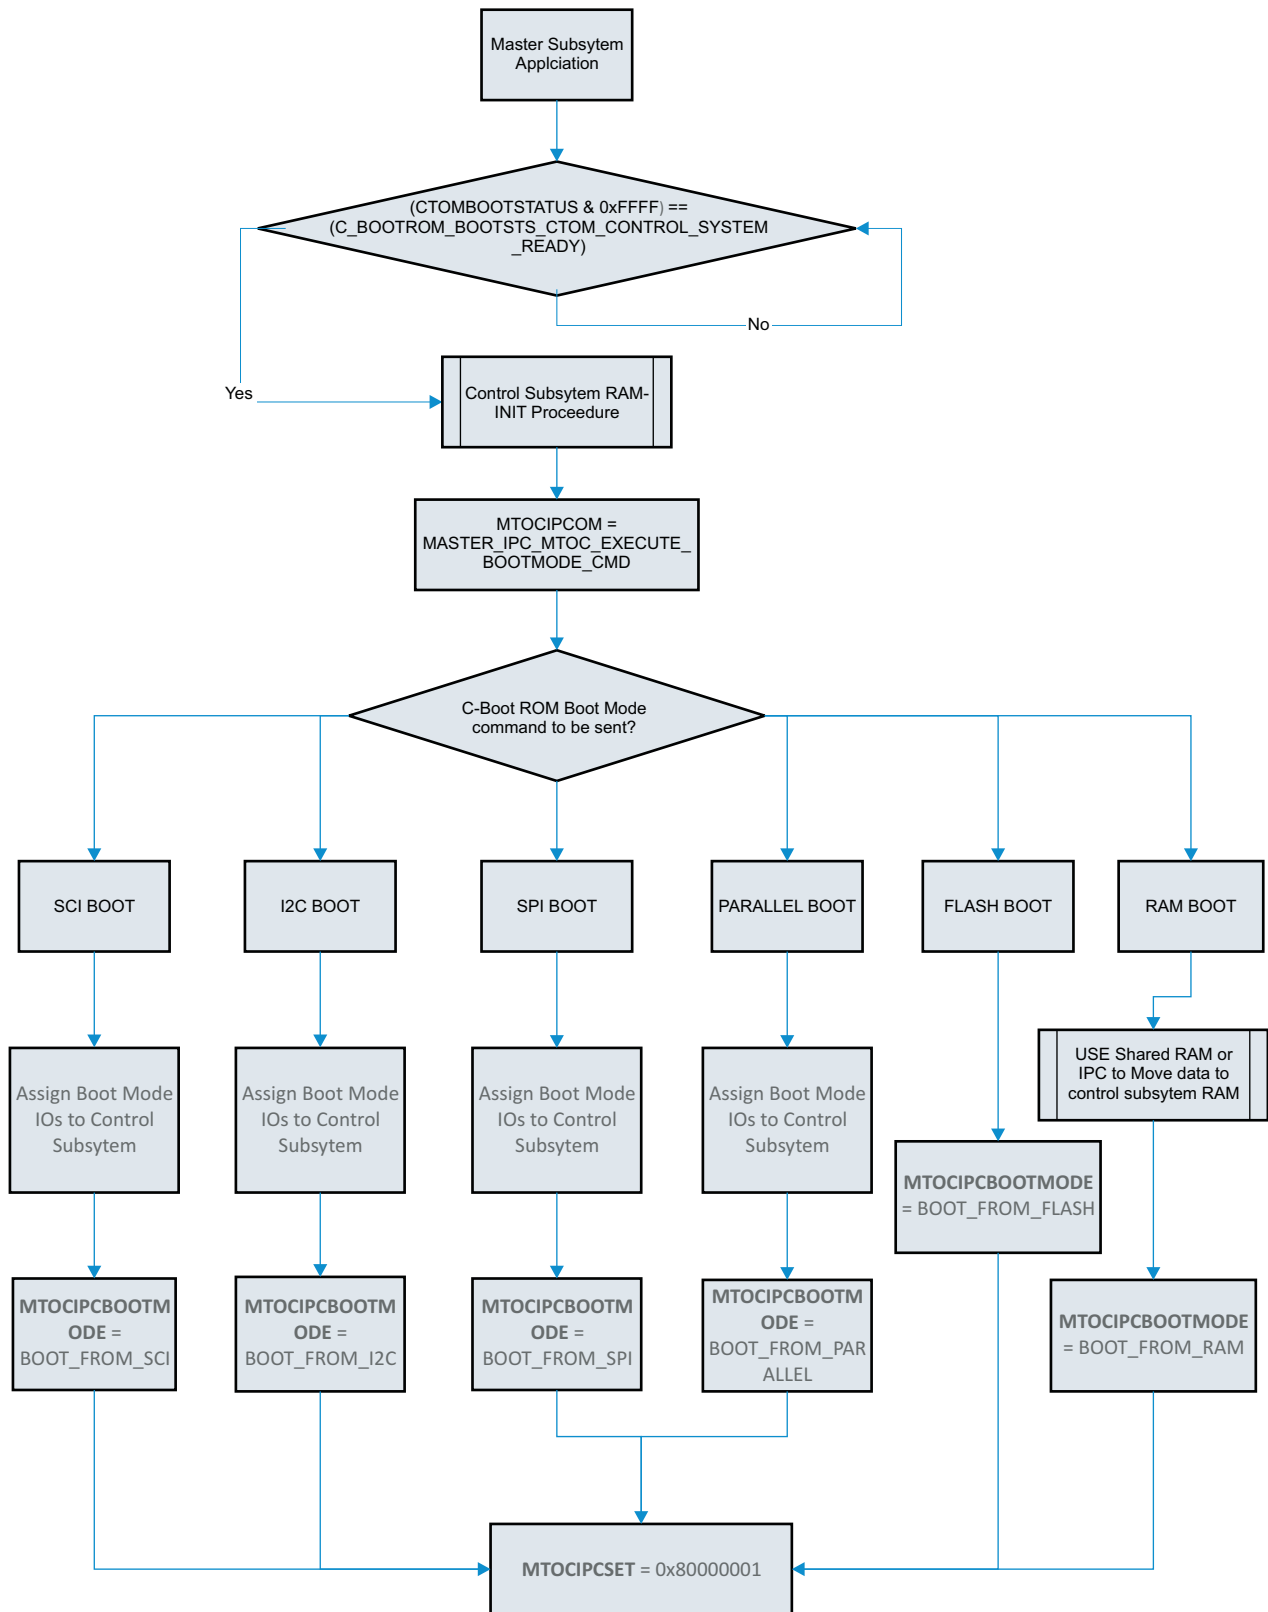 Master Subsytem
Applciation
(CTOMBOOTSTATUS & 0xFFFF) ==
(C_BOOTROM_BOOTSTS_CTOM_CONTROL_SYSTEM
_READY)
No
Yes
Control Subsytem RAM-
INIT Proceedure
MTOCIPCOM =
MASTER_IPC_MTOC_EXECUTE_
BOOTMODE_CMD
C-Boot ROM Boot Mode
command to be sent?
SCI BOOT
I2C BOOT
SPI BOOT
PARALLEL BOOT
FLASH BOOT
RAM BOOT
Assign Boot Mode
IOs to Control
Subsytem
Assign Boot Mode
IOs to Control
Subsytem
Assign Boot Mode
IOs to Control
Subsytem
Assign Boot Mode
IOs to Control
Subsytem
USE Shared RAM or
IPC to Move data to
control subsytem RAM
MTOCIPCBOOTMODE
= BOOT_FROM_FLASH
MTOCIPCBOOTM
ODE =
BOOT_FROM_SCI
MTOCIPCBOOTM
ODE =
BOOT_FROM_I2C
MTOCIPCBOOTM
ODE =
BOOT_FROM_SPI
MTOCIPCBOOTM
ODE =
BOOT_FROM_PAR
ALLEL
MTOCIPCBOOTMODE
= BOOT_FROM_RAM
MTOCIPCSET = 0x80000001